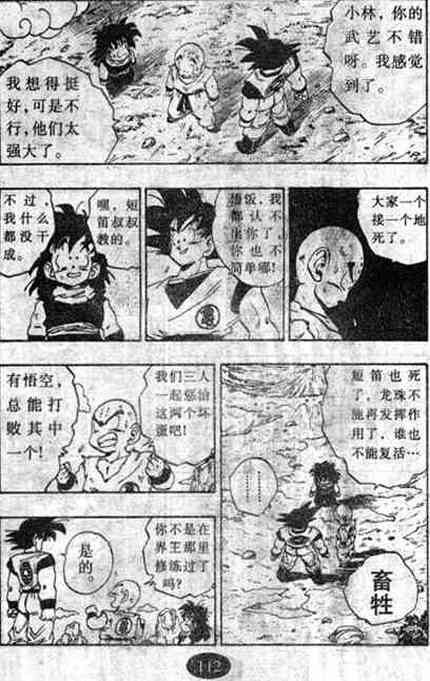 小林，你的
武艺不错
呀。我感觉
到了。
我想得挺
好，可是不
行，他们太
强大了。
大家一个
接一个地
死了。
悟饭，我
都认不
出你了。
你也不
简单哪！
嘿，短
笛叔叔
教的。
不过，
我什么
都没干
成。
短笛也死
了，龙珠不
能再发挥作
用了，谁也
不能复活…
………
畜
牲
我们三人
一起惩治
这两个坏
蛋吧！
有悟空，
总能打
败其中
一个！
你不是在
界王那里
修练过了
吗？
是
的。
112